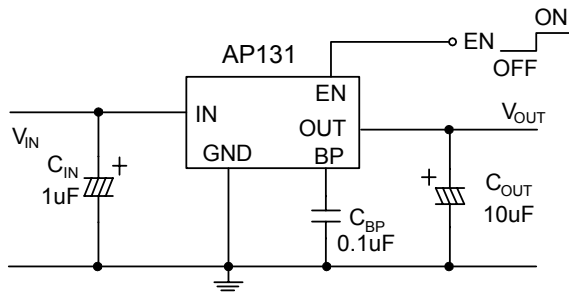 AP131
EN
ON
OFF
EN
IN
OUT
GND
BP
VIN
VOUT
CIN
1uF
+
CBP
0.1uF
+
COUT
10uF